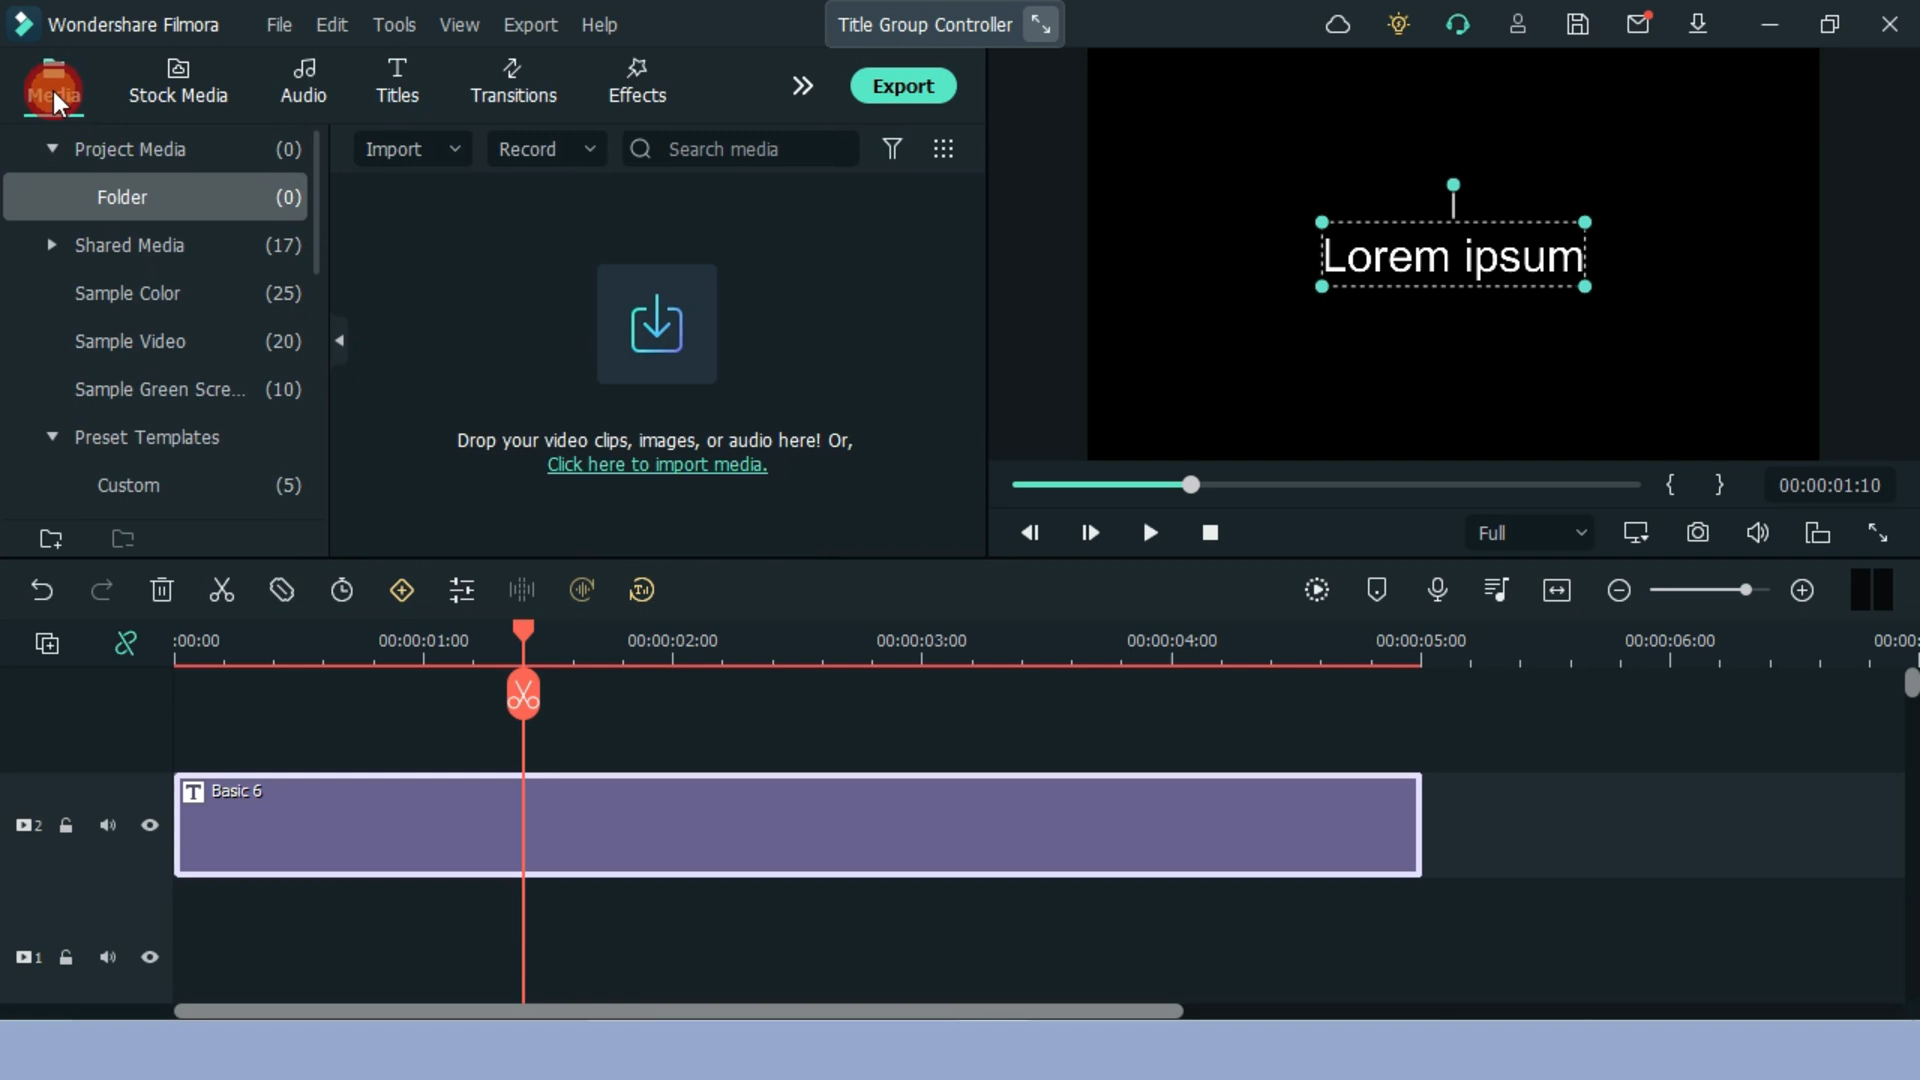 Wondershare Filmora File Edit Tools View Export Help Title Group Controller
Media Stock Media Audio Titles Transitions Effects Export
Project Media (0) Import Record Search media
Folder (0)
Shared Media (17)
Sample Color (25)
Sample Video (20)
Sample Green Scre... (10)
Preset Templates
Custom (5)
Drop your video clips, images, or audio here! Or,
Click here to import media.
Lorem ipsum
00:00:01:10
Full
:00:00 00:00:01:00 00:00:02:00 00:00:03:00 00:00:04:00 00:00:05:00 00:00:06:00 00:00:
T Basic 6
2
1